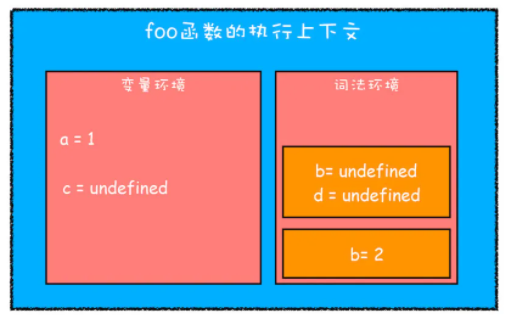 foo函数的执行上下文
变量环境
a = 1
c = undefined
词法环境
b= undefined
d = undefined
b= 2